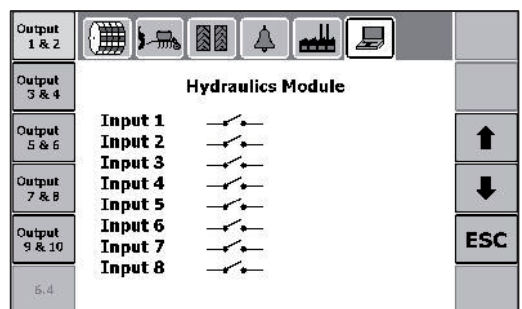 Output
1 & 2
Output
3 & 4
Output
5 & 6
Output
7 & 8
Output
9 & 10
6.4
Hydraulics Module
Input 1
Input 2
Input 3
Input 4
Input 5
Input 6
Input 7
Input 8
ESC